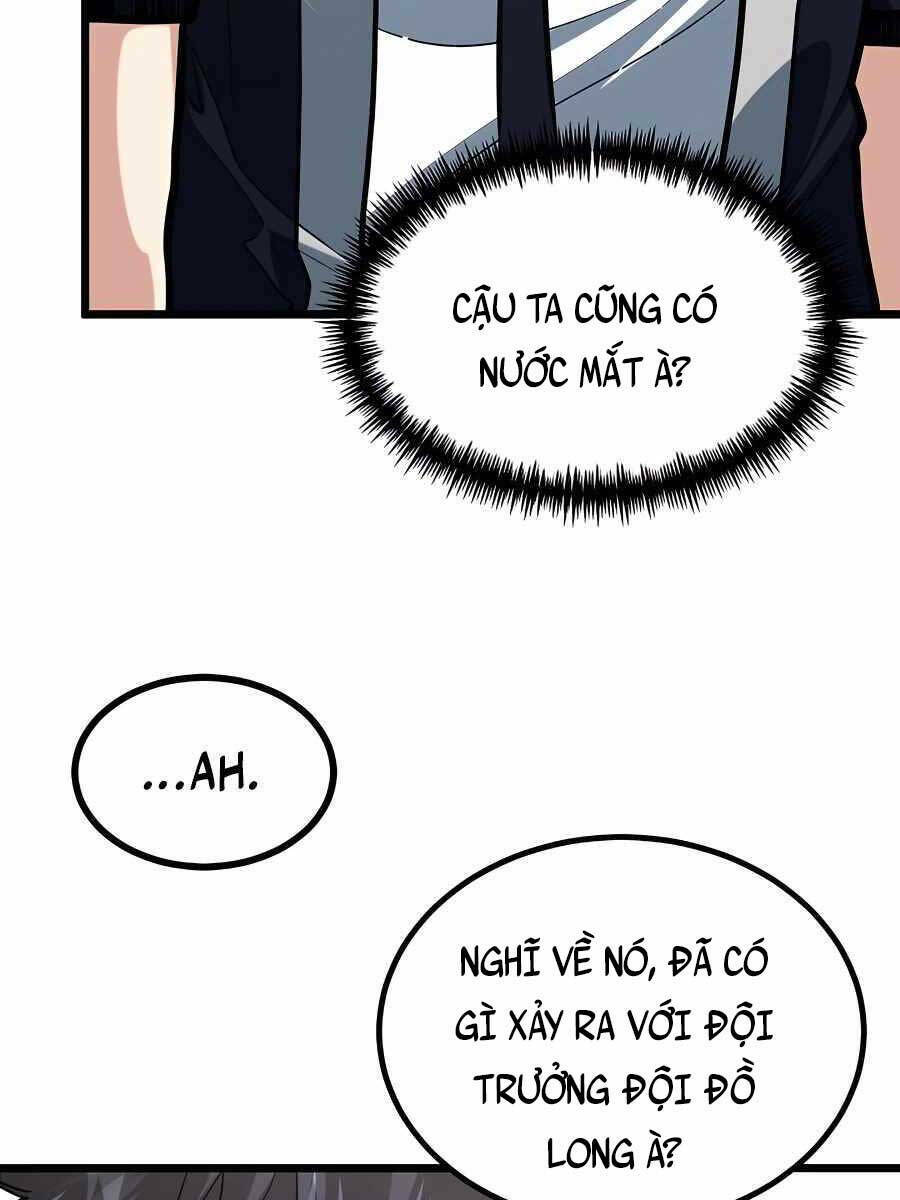 CẬU TA CŨNG CÓ
NƯỚC MẮT À?
...AH.
NGHĨ VỀ NÓ, ĐÃ CÓ
GÌ XẢY RA VỚI ĐỘI
TRƯỞNG ĐỘI ĐỒ
LONG À?